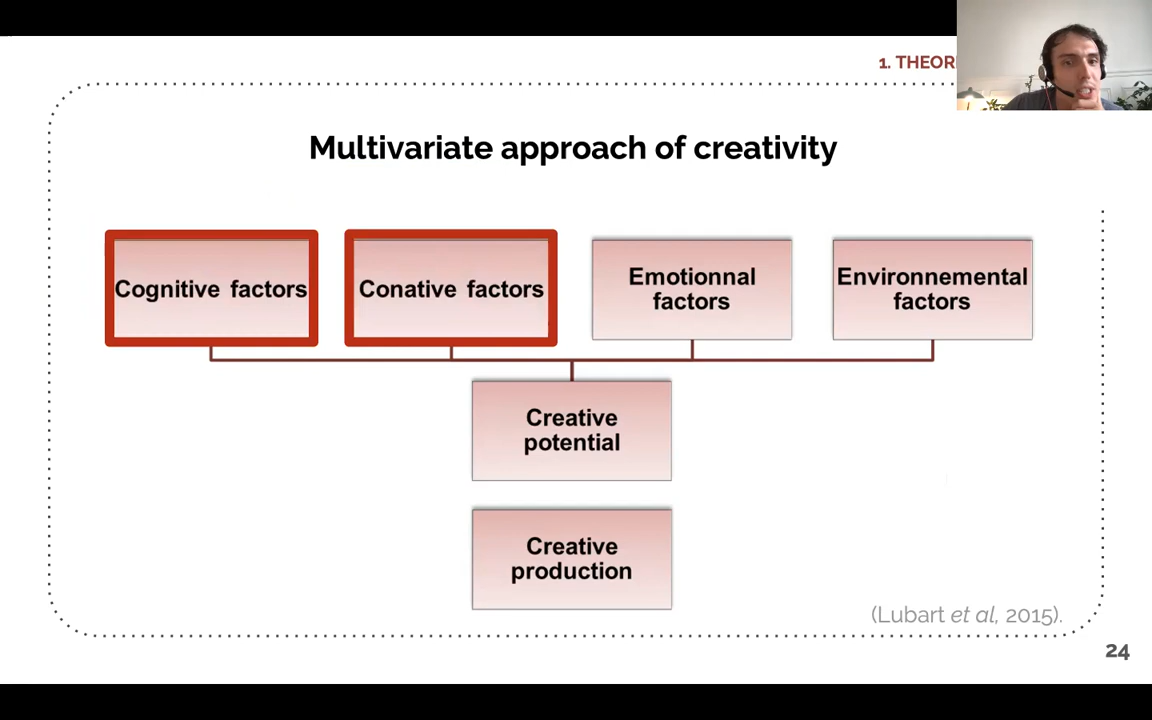 1. THEOR
Multivariate approach of creativity
Cognitive factors
Conative factors
Emotionnal
factors
Environnemental
factors
Creative
potential
Creative
production
(Lubart et al, 2015).
24